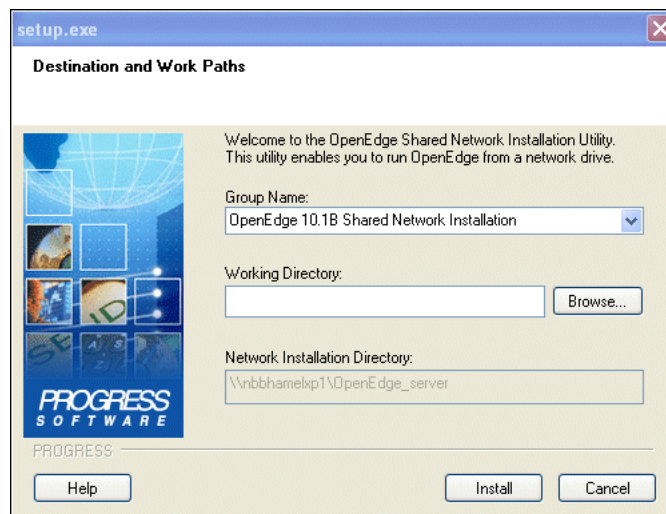 setup.exe
Destination and Work Paths
Welcome to the OpenEdge Shared Network Installation Utility.
This utility enables you to run OpenEdge from a network drive.
Group Name:
OpenEdge 10.1B Shared Network Installation
Working Directory:
Browse...
Network Installation Directory:
\\nbbhamelxp1\OpenEdge_server
PROGRESS
SOFTWARE
PROGRESS
Help
Install
Cancel